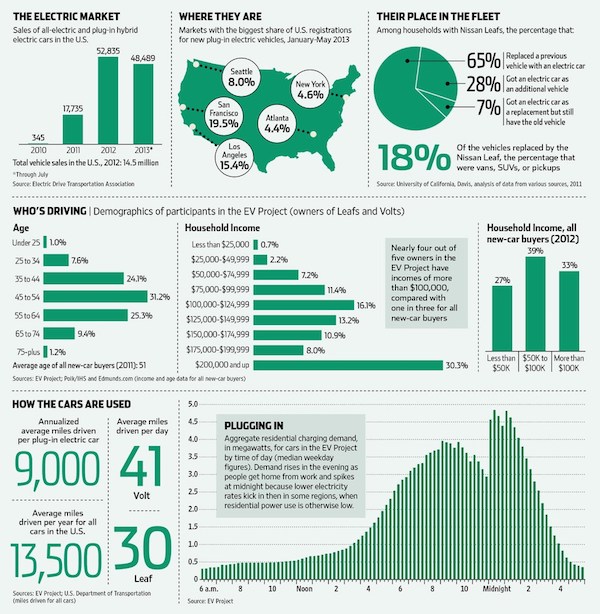 THE ELECTRIC MARKET
Sales of all-electric and plug-in hybrid
electric cars in the U.S.
52,835
48,489
17,735
345
2010 2011 2012 2013*
Total vehicle sales in the U.S., 2012: 14.5 million
*Through July
Source: Electric Drive Transportation Association
WHERE THEY ARE
Markets with the biggest share of U.S. registrations
for new plug-in electric vehicles, January-May 2013
Seattle
8.0%
New York
4.6%
San
Francisco
19.5%
Atlanta
4.4%
Los
Angeles
15.4%
THEIR PLACE IN THE FLEET
Among households with Nissan Leafs, the percentage that:
65% Replaced a previous
vehicle with an electric car
28% Got an electric car as
an additional vehicle
7% Got an electric car as
a replacement but still
have the old vehicle
18% Of the vehicles replaced by the
Nissan Leaf, the percentage that
were vans, SUVs, or pickups
Source: University of California, Davis, analysis of data from various sources, 2011
WHO'S DRIVING | Demographics of participants in the EV Project (owners of Leafs and Volts)
Age
Under 25 1.0%
25 to 34 7.6%
35 to 44 24.1%
45 to 54 31.2%
55 to 64 25.3%
65 to 74 9.4%
75-plus 1.2%
Average age of all new-car buyers (2011): 51
Sources: EV Project; Polk/IHS and Edmunds.com (income and age data for all new-car buyers)
Household Income
Less than $25,000 0.7%
$25,000-$49,999 2.2%
$50,000-$74,999 7.2%
$75,000-$99,999 11.4%
$100,000-$124,999 16.1%
$125,000-$149,999 13.2%
$150,000-$174,999 10.9%
$175,000-$199,999 8.0%
$200,000 and up 30.3%
Nearly four out of
five owners in the
EV Project have
incomes of more
than $100,000,
compared with
one in three for all
new-car buyers
Household Income, all
new-car buyers (2012)
27% 39% 33%
Less than
$50K
$50K to
$100K
More than
$100K
HOW THE CARS ARE USED
Annualized
average miles driven
per plug-in electric car
9,000
Average miles
driven per year for all
cars in the U.S.
13,500
Average miles
driven per day
41
Volt
30
Leaf
Sources: EV Project; U.S. Department of Transportation
(miles driven for all cars)
PLUGGING IN
Aggregate residential charging demand,
in megawatts, for cars in the EV Project
by time of day (median weekday
figures). Demand rises in the evening as
people get home from work and spikes
at midnight because lower electricity
rates kick in then in some regions, when
residential power use is otherwise low.
5.0
4.5
4.0
3.5
3.0
2.5
2.0
1.5
1.0
0.5
0
6 a.m. 8 10 Noon 2 4 6 8 10 Midnight 2 4
Source: EV Project